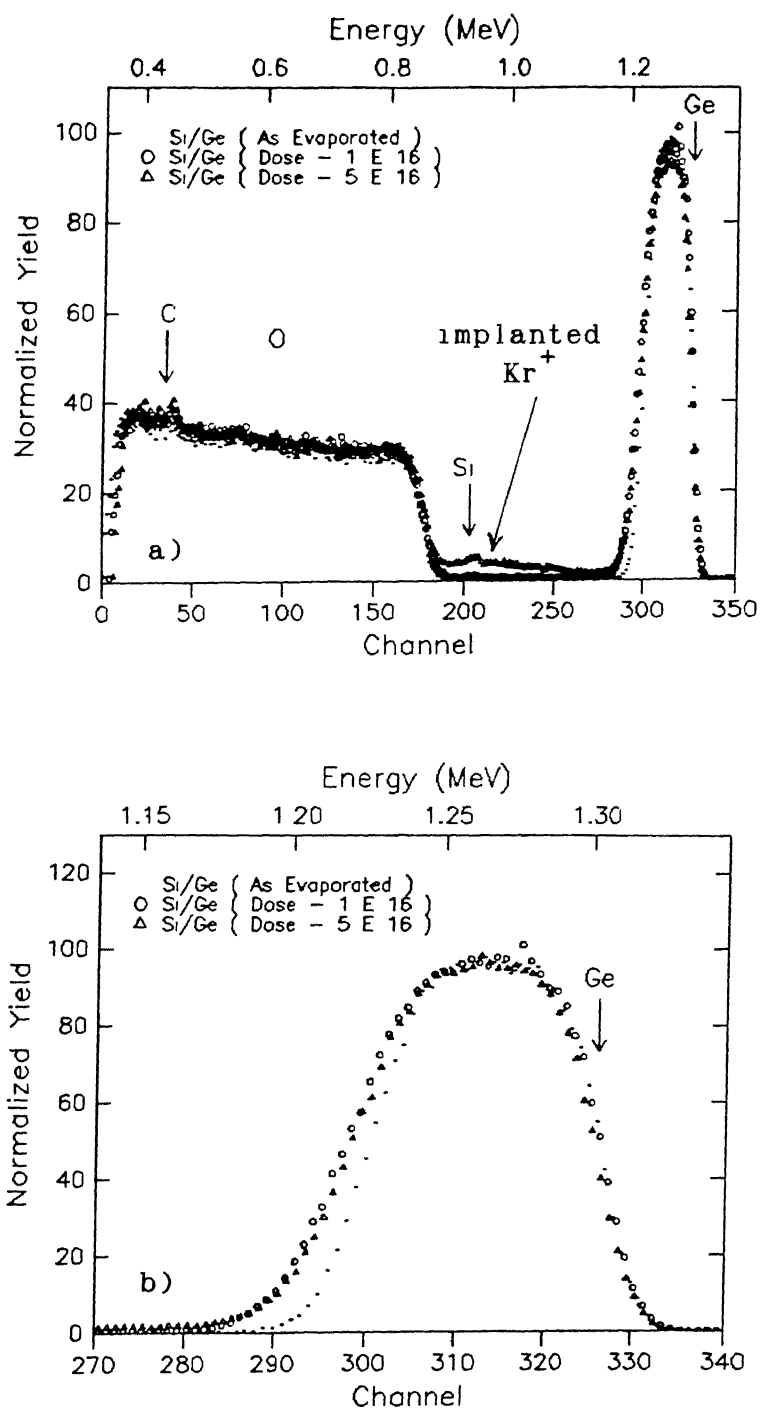 Energy (MeV)
0.4 0.6 0.8 1.0 1.2
Ge
Si/Ge ( As Evaporated )
Si/Ge ( Dose - 1 E 16 )
Si/Ge ( Dose - 5 E 16 )
100
80
60
40
20
0
Normalized Yield
C
O
implanted
Kr+
Si
a)
0 50 100 150 200 250 300 350
Channel
Energy (MeV)
1.15 1.20 1.25 1.30
Si/Ge ( As Evaporated )
Si/Ge ( Dose - 1 E 16 )
Si/Ge ( Dose - 5 E 16 )
120
100
80
60
40
20
0
Normalized Yield
Ge
b)
270 280 290 300 310 320 330 340
Channel